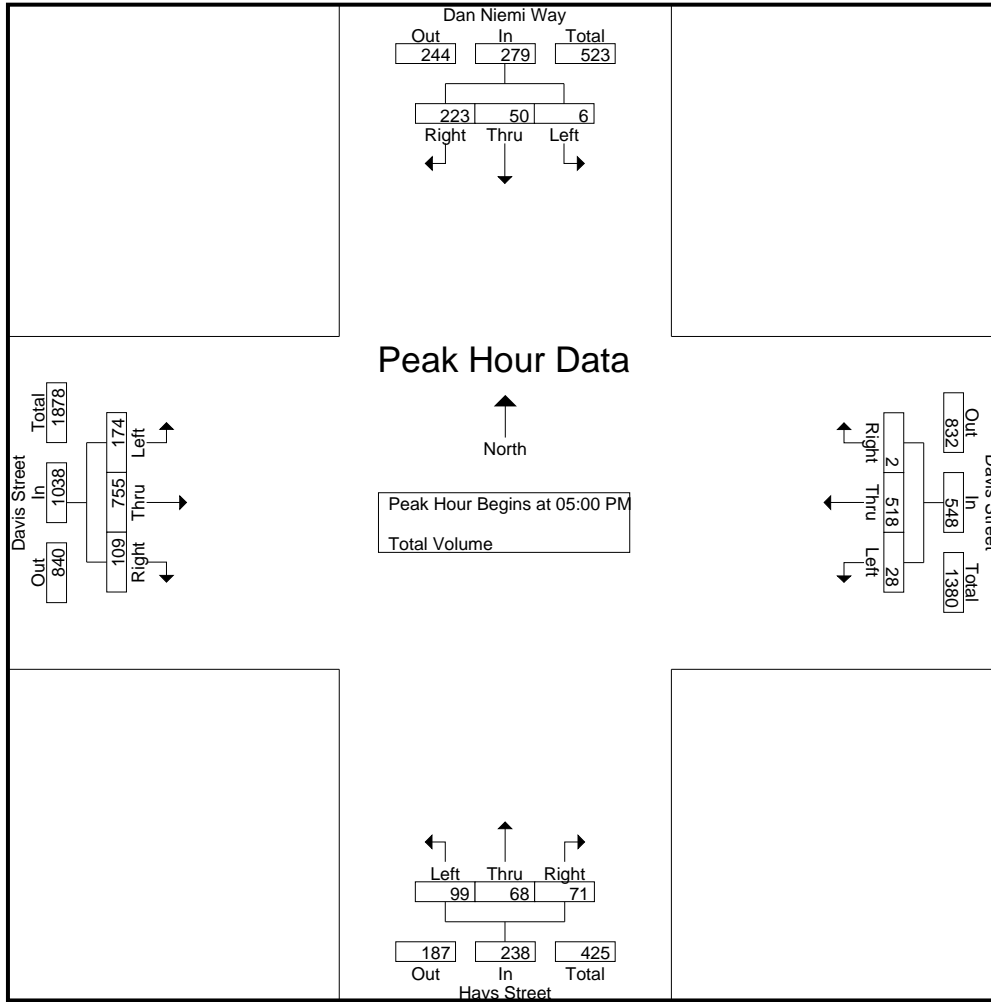 Dan Niemi Way
Out In Total
244 279 523
223 50 6
Right Thru Left
Peak Hour Data
North
Peak Hour Begins at 05:00 PM
Total Volume
Davis Street
Total In Out
1878 1038 840
174 755 109
Left Thru Right
Right Thru Left
2 518 28
Out In Total
832 548 1380
Davis Street
Left Thru Right
99 68 71
187 238 425
Out In Total
Hays Street